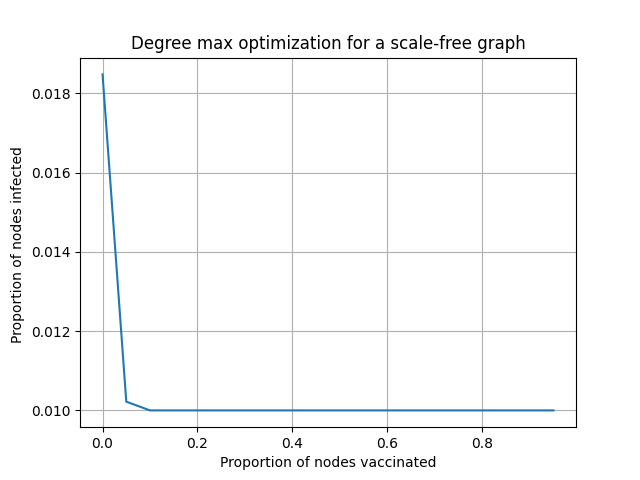 Degree max optimization for a scale-free graph
0.018
0.016
0.014
0.012
0.010
Proportion of nodes infected
0.0 0.2 0.4 0.6 0.8
Proportion of nodes vaccinated